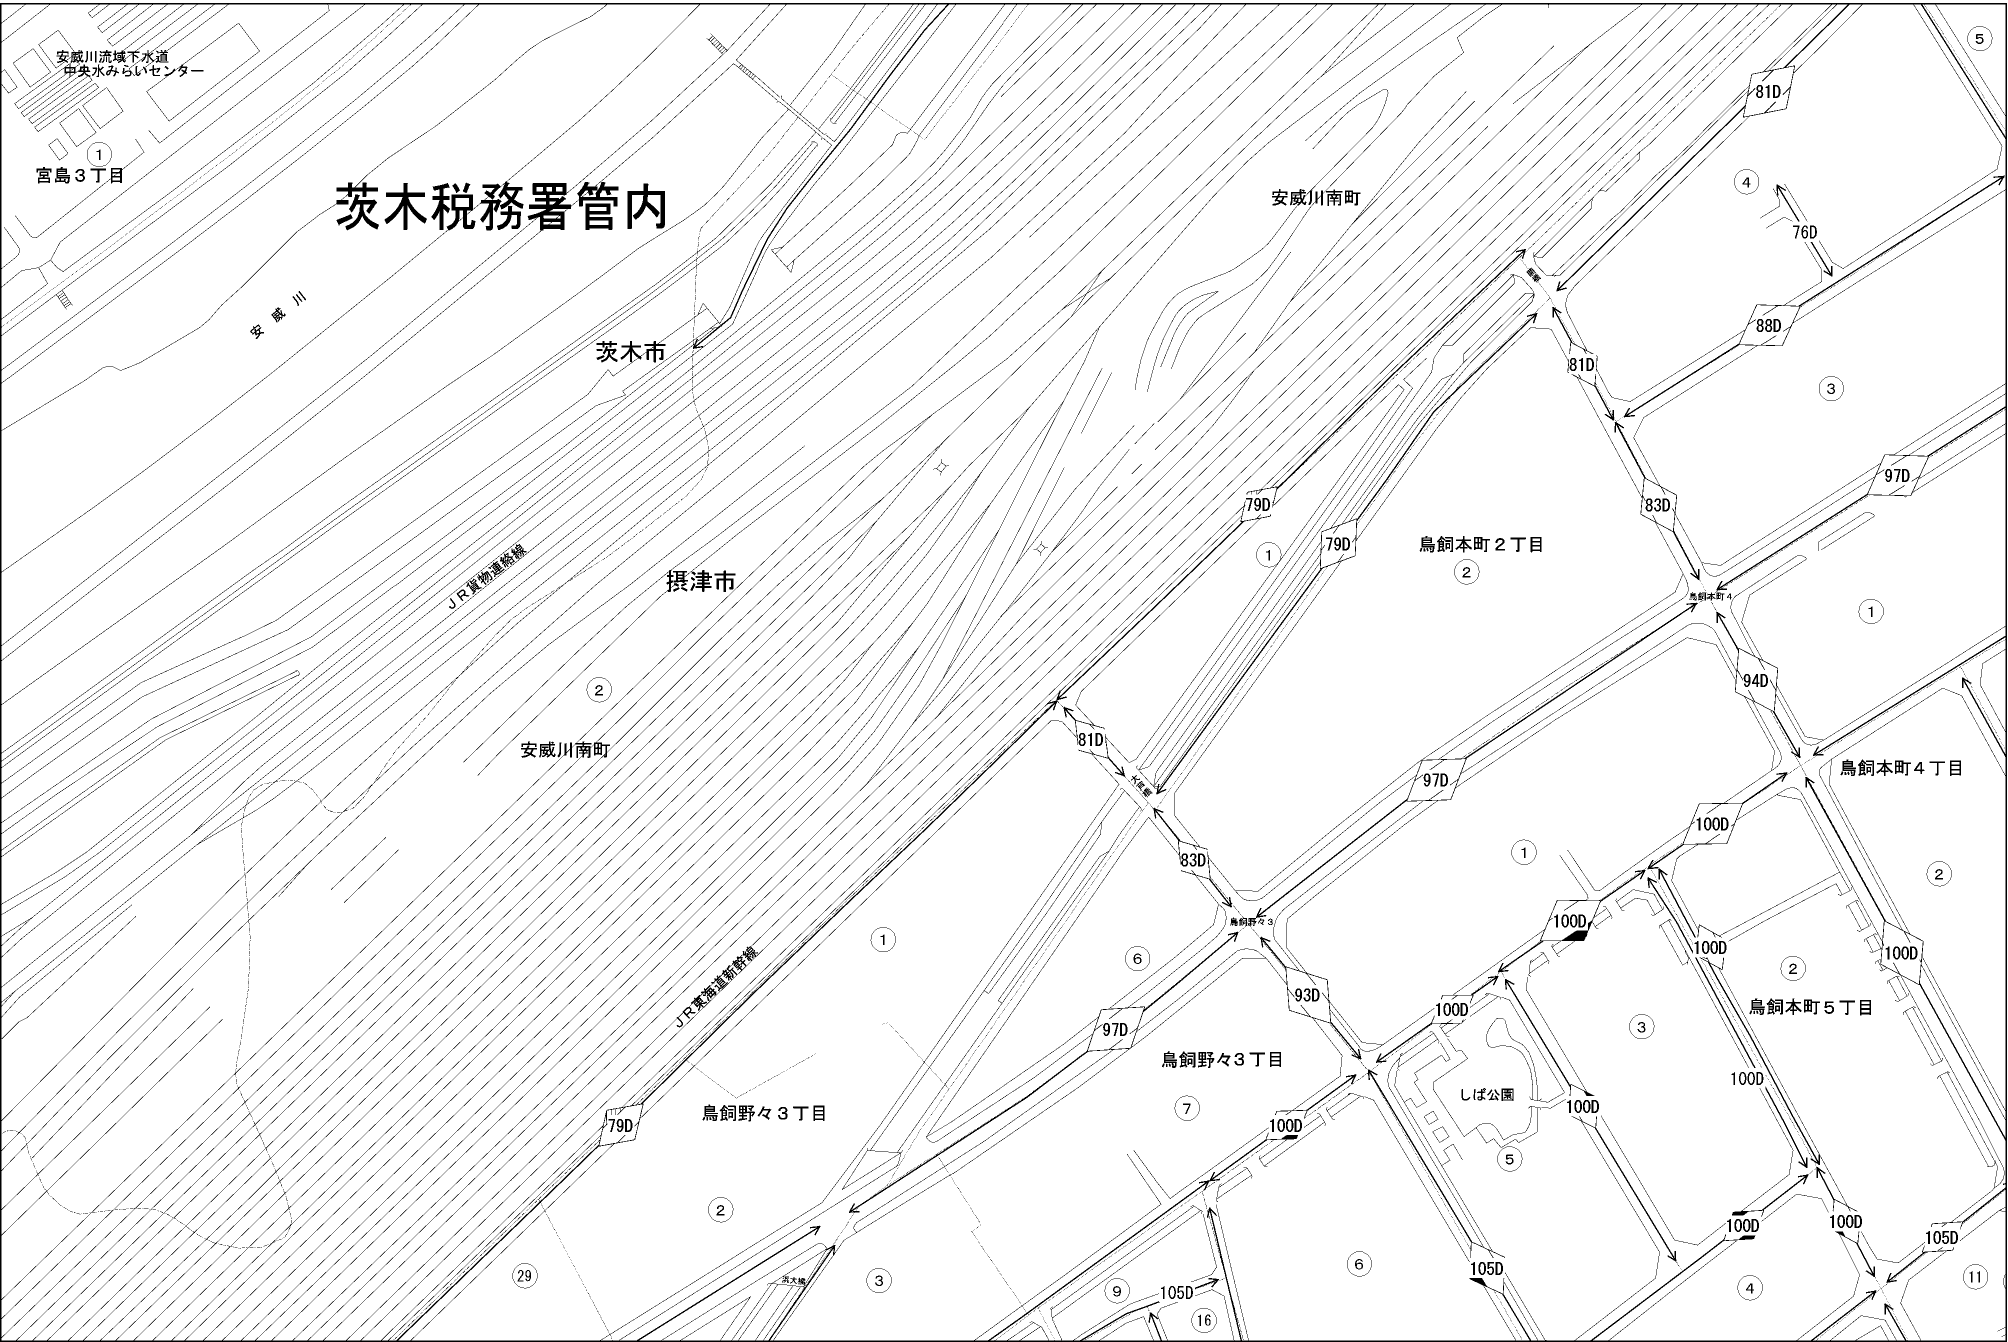 安威川流域下水道
中央水みらいセンター
1
宮島3丁目
茨木税務署管内
安威川
茨木市
JR貨物連絡線
摂津市
2
安威川南町
安威川南町
5
81D
4
76D
88D
81D
3
97D
83D
79D
1
79D
鳥飼本町2丁目
2
鳥飼本町4
1
94D
81D
97D
鳥飼本町4丁目
100D
83D
1
2
鳥飼野々3
100D
100D
100D
1
6
JR東海道新幹線
93D
2
鳥飼本町5丁目
100D
97D
3
鳥飼野々3丁目
100D
しば公園
100D
7
鳥飼野々3丁目
79D
100D
5
2
100D
100D
105D
29
浜大橋
3
6
105D
9
105D
16
4
11